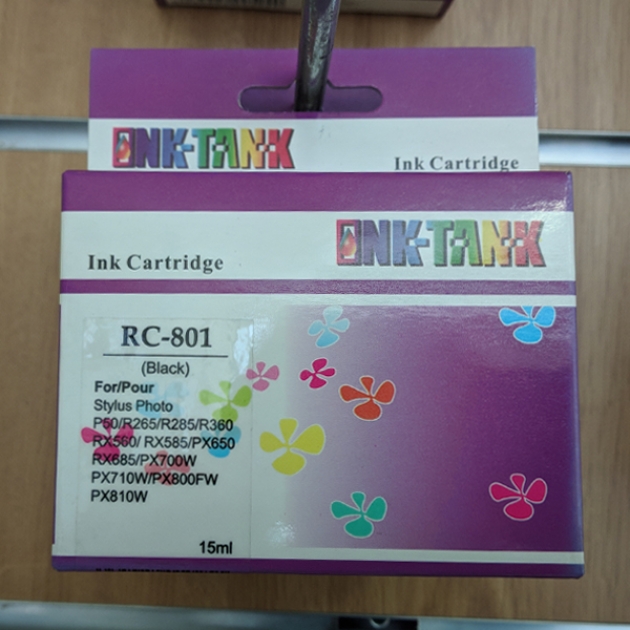 INK-TANK
Ink Cartridge
INK-TANK
Ink Cartridge
RC-801
(Black)
For/Pour
Stylus Photo
P50/R265/R285/R360
RX560/ RX585/PX650
RX685/PX700W
PX710W/PX800FW
PX810W
15ml